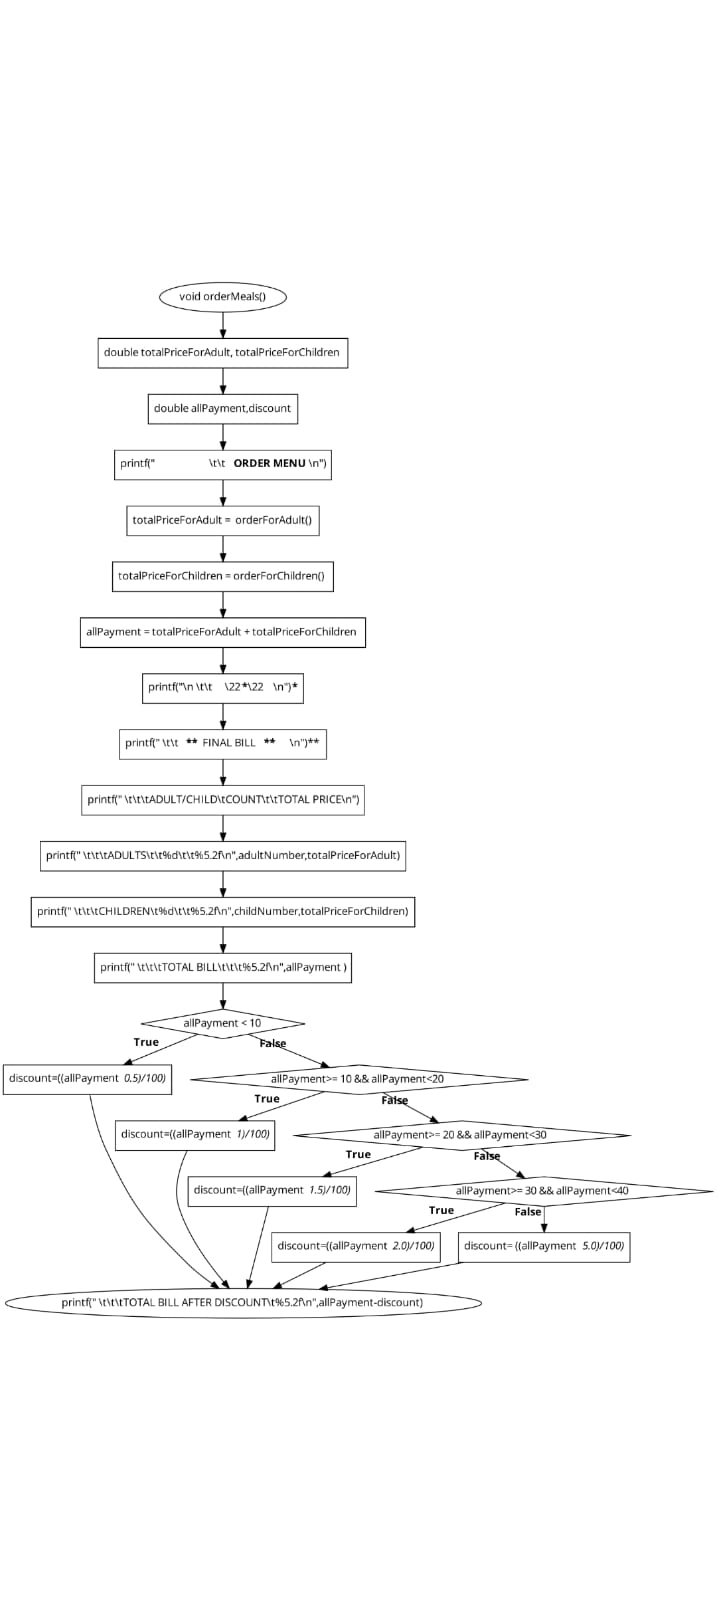 void orderMeals()
double totalPriceForAdult, totalPriceForChildren
double allPayment,discount
printf("                    \t\t   ORDER MENU \n")
totalPriceForAdult =  orderForAdult()
totalPriceForChildren = orderForChildren()
allPayment = totalPriceForAdult + totalPriceForChildren
printf("\n \t\t    \22*\22   \n")*
printf(" \t\t   **  FINAL BILL   **     \n")**
printf(" \t\t\tADULT/CHILD\tCOUNT\t\tTOTAL PRICE\n")
printf(" \t\t\tADULTS\t\t%d\t\t%5.2f\n",adultNumber,totalPriceForAdult)
printf(" \t\t\tCHILDREN\t%d\t\t%5.2f\n",childNumber,totalPriceForChildren)
printf(" \t\t\tTOTAL BILL\t\t\t%5.2f\n",allPayment )
allPayment < 10
True
False
discount=((allPayment  0.5)/100)
allPayment>= 10 && allPayment<20
True
False
discount=((allPayment  1)/100)
allPayment>= 20 && allPayment<30
True
False
discount=((allPayment  1.5)/100)
allPayment>= 30 && allPayment<40
True
False
discount=((allPayment  2.0)/100)
discount= ((allPayment  5.0)/100)
printf(" \t\t\tTOTAL BILL AFTER DISCOUNT\t%5.2f\n",allPayment-discount)